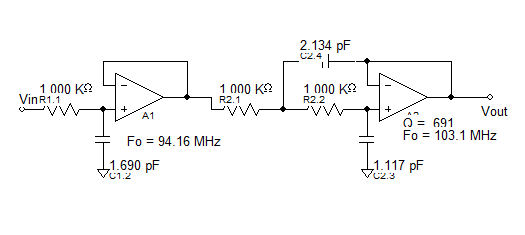 2.134 pF
C2.4
1 000 KΩ
1 000 KΩ
1 000 KΩ
Vin
R1.1
R2.1
R2.2
A1
Vout
Q = 691
Fo = 94.16 MHz
Fo = 103.1 MHz
1.690 pF
1.117 pF
C1.2
C2.3